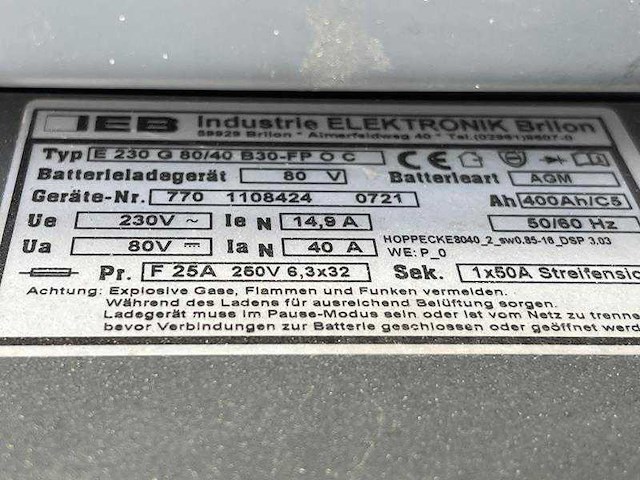 IEB Industrie ELEKTRONIK Brilon
59929 Brilon * Almerfeldweg 40 * Tel.(02961)9607-0
Typ E 230 G 80/40 B30-FP O C CE
Batterieladegerät 80 V Batterieart AGM
Geräte-Nr. 770 1108424 0721 Ah 400Ah/C5
Ue 230V ~ Ie N 14,9 A 50/60 Hz
Ua 80V Ia N 40 A HOPPECKE8040_2_sw0.85-16_DSP 3.03
WE: P_0
Pr. F 25A 250V 6,3x32 Sek. 1x50A Streifensic
Achtung: Explosive Gase, Flammen und Funken vermeiden.
Während des Ladens für ausreichend Belüftung sorgen.
Ladegerät muss im Pause-Modus sein oder ist vom Netz zu trenne
bevor Verbindungen zur Batterie geschlossen oder geöffnet werd